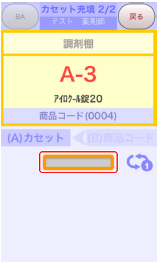 BA
カセット充填 2/2
テスト 薬剤師
戻る
調剤棚
A-3
ｱｲﾛｸｰﾙ錠20
商品コード(0004)
(A)カセット
(B)商品コード
1